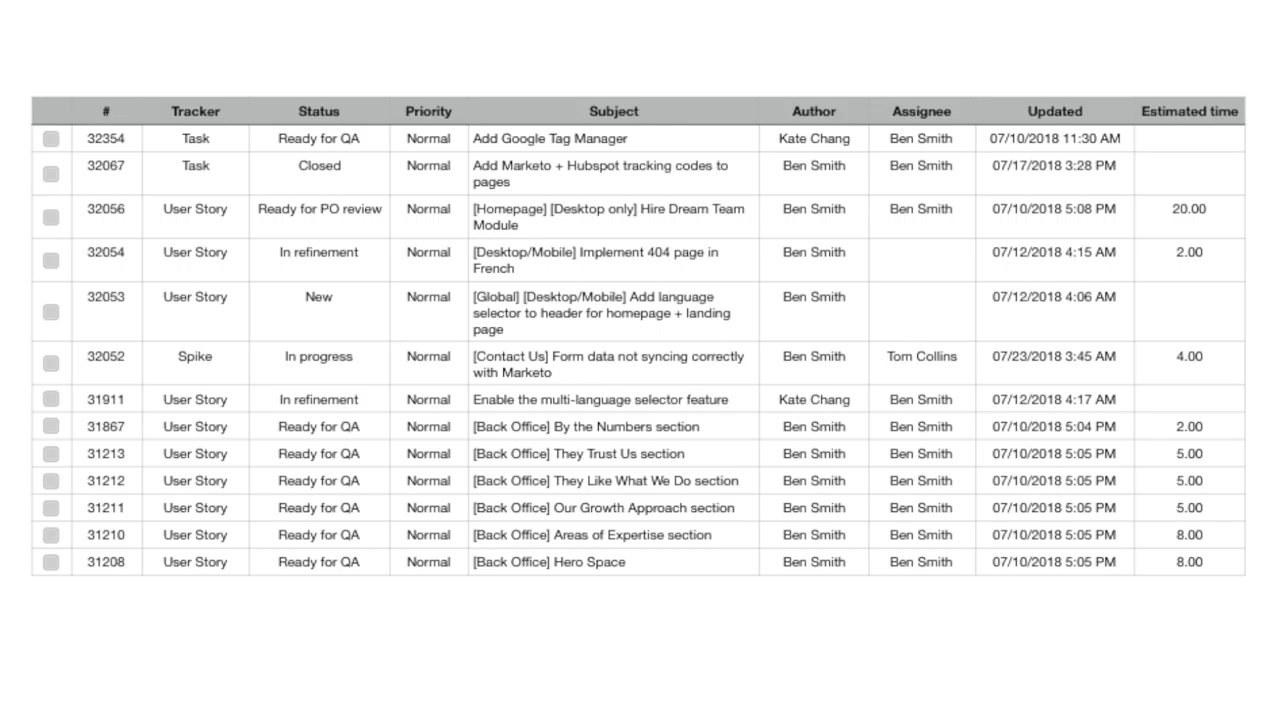 # Tracker Status Priority Subject Author Assignee Updated Estimated time
32354 Task Ready for QA Normal Add Google Tag Manager Kate Chang Ben Smith 07/10/2018 11:30 AM
32067 Task Closed Normal Add Marketo + Hubspot tracking codes to Ben Smith Ben Smith 07/17/2018 3:28 PM
pages
32056 User Story Ready for PO review Normal [Homepage] [Desktop only] Hire Dream Team Ben Smith Ben Smith 07/10/2018 5:08 PM 20.00
Module
32054 User Story In refinement Normal [Desktop/Mobile] Implement 404 page in Ben Smith 07/12/2018 4:15 AM 2.00
French
32053 User Story New Normal [Global] [Desktop/Mobile] Add language Ben Smith 07/12/2018 4:06 AM
selector to header for homepage + landing
page
32052 Spike In progress Normal [Contact Us] Form data not syncing correctly Ben Smith Tom Collins 07/23/2018 3:45 AM 4.00
with Marketo
31911 User Story In refinement Normal Enable the multi-language selector feature Kate Chang Ben Smith 07/12/2018 4:17 AM
31867 User Story Ready for QA Normal [Back Office] By the Numbers section Ben Smith Ben Smith 07/10/2018 5:04 PM 2.00
31213 User Story Ready for QA Normal [Back Office] They Trust Us section Ben Smith Ben Smith 07/10/2018 5:05 PM 5.00
31212 User Story Ready for QA Normal [Back Office] They Like What We Do section Ben Smith Ben Smith 07/10/2018 5:05 PM 5.00
31211 User Story Ready for QA Normal [Back Office] Our Growth Approach section Ben Smith Ben Smith 07/10/2018 5:05 PM 5.00
31210 User Story Ready for QA Normal [Back Office] Areas of Expertise section Ben Smith Ben Smith 07/10/2018 5:05 PM 8.00
31208 User Story Ready for QA Normal [Back Office] Hero Space Ben Smith Ben Smith 07/10/2018 5:05 PM 8.00